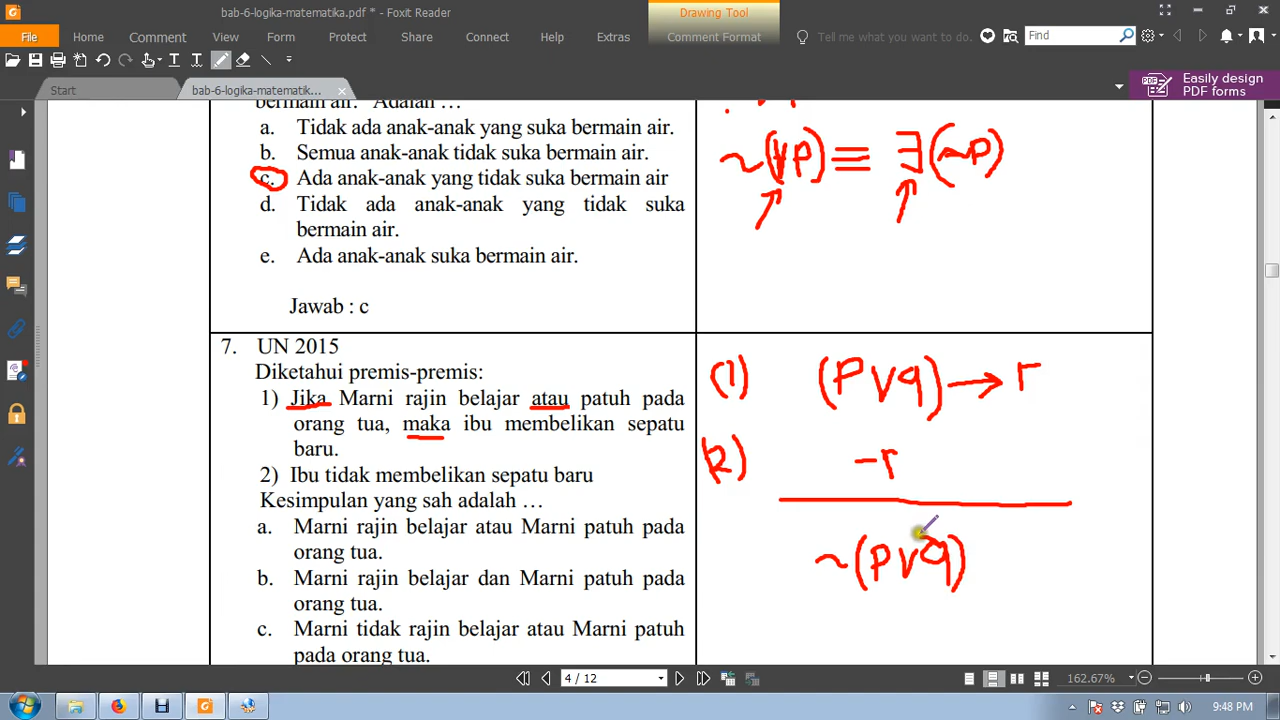 bab-6-logika-matematika.pdf * - Foxit Reader
Drawing Tool
File Home Comment View Form Protect Share Connect Help Extras Comment Format Tell me what you want to do.. Find
Start
bab-6-logika-matematik... ×
Easily design
PDF forms
bermain air." Adalah …
a. Tidak ada anak-anak yang suka bermain air.
b. Semua anak-anak tidak suka bermain air.
c. Ada anak-anak yang tidak suka bermain air
d. Tidak ada anak-anak yang tidak suka
bermain air.
e. Ada anak-anak suka bermain air.
Jawab : c
~(∀P) ≡ ∃(~P)
7. UN 2015
Diketahui premis-premis:
1) Jika Marni rajin belajar atau patuh pada
orang tua, maka ibu membelikan sepatu
baru.
2) Ibu tidak membelikan sepatu baru
Kesimpulan yang sah adalah …
a. Marni rajin belajar atau Marni patuh pada
orang tua.
b. Marni rajin belajar dan Marni patuh pada
orang tua.
c. Marni tidak rajin belajar atau Marni patuh
pada orang tua.
(1) (P∨q) → r
(2) -r
~(P∨q)
4 / 12
162.67%
9:48 PM